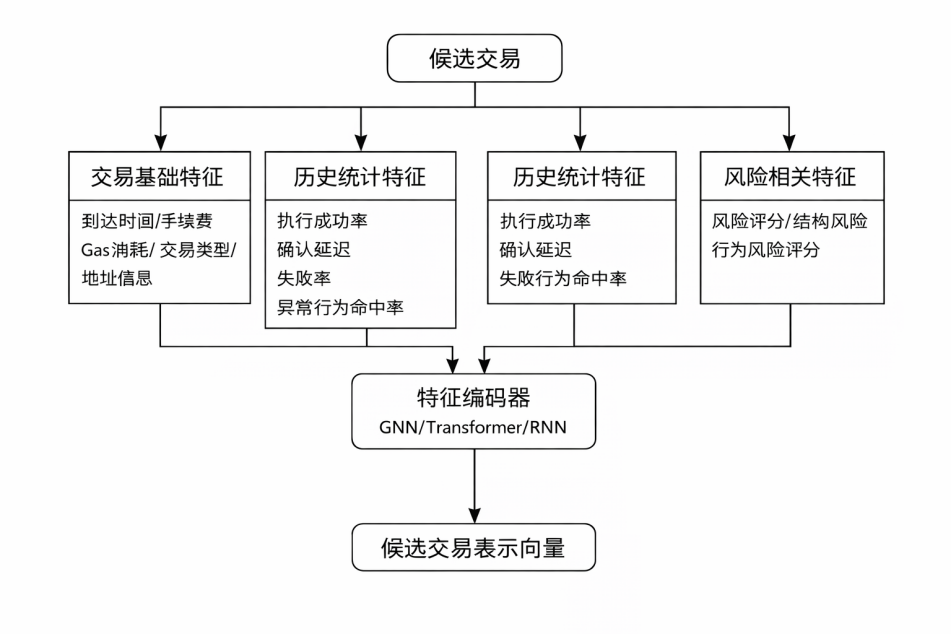 候选交易
交易基础特征
到达时间/手续费
Gas消耗/ 交易类型/
地址信息
历史统计特征
执行成功率
确认延迟
失败率
异常行为命中率
历史统计特征
执行成功率
确认延迟
失败行为命中率
风险相关特征
风险评分/结构风险
行为风险评分
特征编码器
GNN/Transformer/RNN
候选交易表示向量